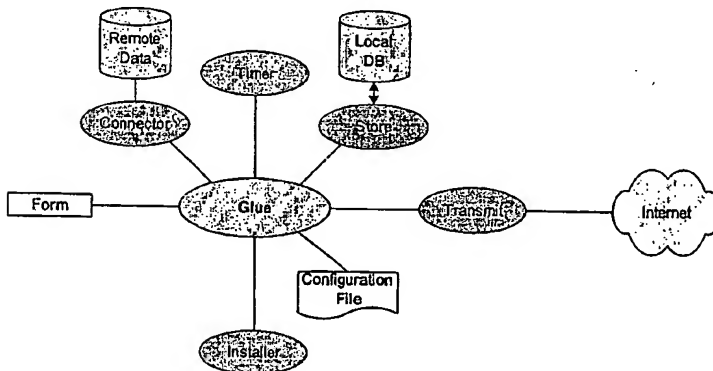 Remote
Data
Local
DB
Timer
Connector
Store
Form
Glue
Transmit
Internet
Configuration
File
Installer